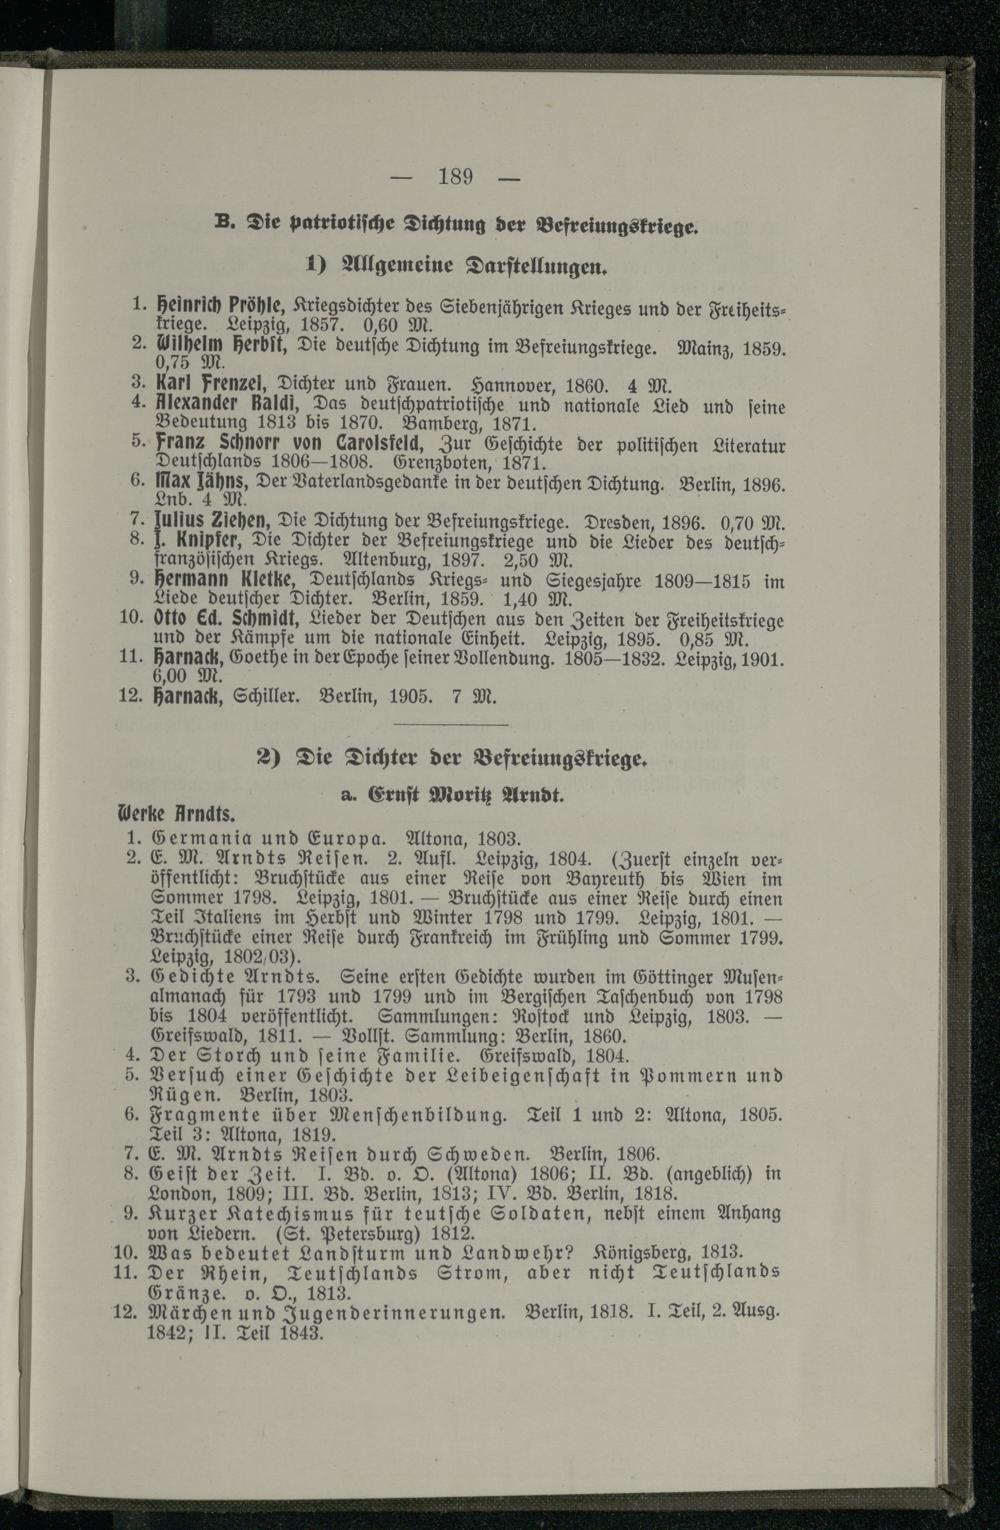 — 189 —
B. Die patriotische Dichtung der Befreiungskriege.
1) Allgemeine Darstellungen.
1. Heinrich Pröhle, Kriegsdichter des Siebenjährigen Krieges und der Freiheits-
kriege. Leipzig, 1857. 0,60 M.
2. Wilhelm Herbst, Die deutsche Dichtung im Befreiungskriege. Mainz, 1859.
0,75 M.
3. Karl Frenzel, Dichter und Frauen. Hannover, 1860. 4 M.
4. Alexander Baldi, Das deutschpatriotische und nationale Lied und seine
Bedeutung 1813 bis 1870. Bamberg, 1871.
5. Franz Schnorr von Carolsfeld, Zur Geschichte der politischen Literatur
Deutschlands 1806—1808. Grenzboten, 1871.
6. Max Jähns, Der Vaterlandsgedanke in der deutschen Dichtung. Berlin, 1896.
Lnb. 4 M.
7. Julius Ziehen, Die Dichtung der Befreiungskriege. Dresden, 1896. 0,70 M.
8. J. Knipfer, Die Dichter der Befreiungskriege und die Lieder des deutsch-
französischen Kriegs. Altenburg, 1897. 2,50 M.
9. Hermann Kletke, Deutschlands Kriegs- und Siegesjahre 1809—1815 im
Liede deutscher Dichter. Berlin, 1859. 1,40 M.
10. Otto Ed. Schmidt, Lieder der Deutschen aus den Zeiten der Freiheitskriege
und der Kämpfe um die nationale Einheit. Leipzig, 1895. 0,85 M.
11. Harnack, Goethe in der Epoche seiner Vollendung. 1805—1832. Leipzig, 1901.
6,00 M.
12. Harnack, Schiller. Berlin, 1905. 7 M.
2) Die Dichter der Befreiungskriege.
a. Ernst Moritz Arndt.
Werke Arndts.
1. Germania und Europa. Altona, 1803.
2. E. M. Arndts Reisen. 2. Aufl. Leipzig, 1804. (Zuerst einzeln ver-
öffentlicht: Bruchstücke aus einer Reise von Bayreuth bis Wien im
Sommer 1798. Leipzig, 1801. — Bruchstücke aus einer Reise durch einen
Teil Italiens im Herbst und Winter 1798 und 1799. Leipzig, 1801. —
Bruchstücke einer Reise durch Frankreich im Frühling und Sommer 1799.
Leipzig, 1802/03).
3. Gedichte Arndts. Seine ersten Gedichte wurden im Göttinger Musen-
almanach für 1793 und 1799 und im Bergischen Taschenbuch von 1798
bis 1804 veröffentlicht. Sammlungen: Rostock und Leipzig, 1803. —
Greifswald, 1811. — Vollst. Sammlung: Berlin, 1860.
4. Der Storch und seine Familie. Greifswald, 1804.
5. Versuch einer Geschichte der Leibeigenschaft in Pommern und
Rügen. Berlin, 1803.
6. Fragmente über Menschenbildung. Teil 1 und 2: Altona, 1805.
Teil 3: Altona, 1819.
7. E. M. Arndts Reisen durch Schweden. Berlin, 1806.
8. Geist der Zeit. I. Bd. o. O. (Altona) 1806; II. Bd. (angeblich) in
London, 1809; III. Bd. Berlin, 1813; IV. Bd. Berlin, 1818.
9. Kurzer Katechismus für teutsche Soldaten, nebst einem Anhang
von Liedern. (St. Petersburg) 1812.
10. Was bedeutet Landsturm und Landwehr? Königsberg, 1813.
11. Der Rhein, Teutschlands Strom, aber nicht Teutschlands
Gränze. o. O., 1813.
12. Märchen und Jugenderinnerungen. Berlin, 1818. I. Teil, 2. Ausg.
1842; II. Teil 1843.